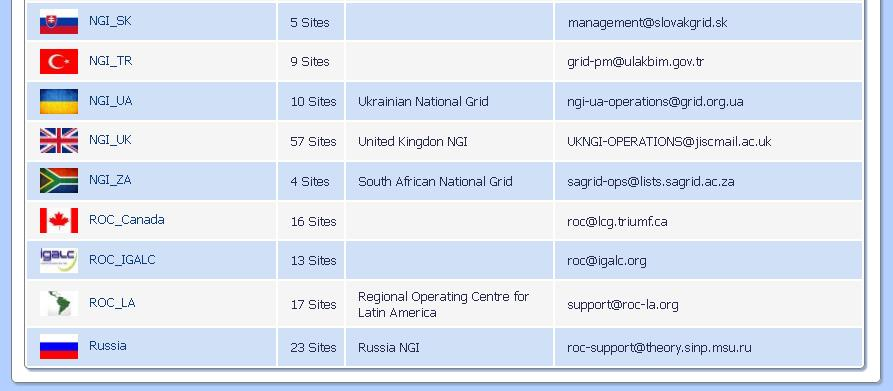 NGI_SK 5 Sites management@slovakgrid.sk
NGI_TR 9 Sites grid-pm@ulakbim.gov.tr
NGI_UA 10 Sites Ukrainian National Grid ngi-ua-operations@grid.org.ua
NGI_UK 57 Sites United Kingdon NGI UKNGI-OPERATIONS@jiscmail.ac.uk
NGI_ZA 4 Sites South African National Grid sagrid-ops@lists.sagrid.ac.za
ROC_Canada 16 Sites roc@lcg.triumf.ca
igalc ROC_IGALC 13 Sites roc@igalc.org
ROC_LA 17 Sites Regional Operating Centre for
Latin America support@roc-la.org
Russia 23 Sites Russia NGI roc-support@theory.sinp.msu.ru